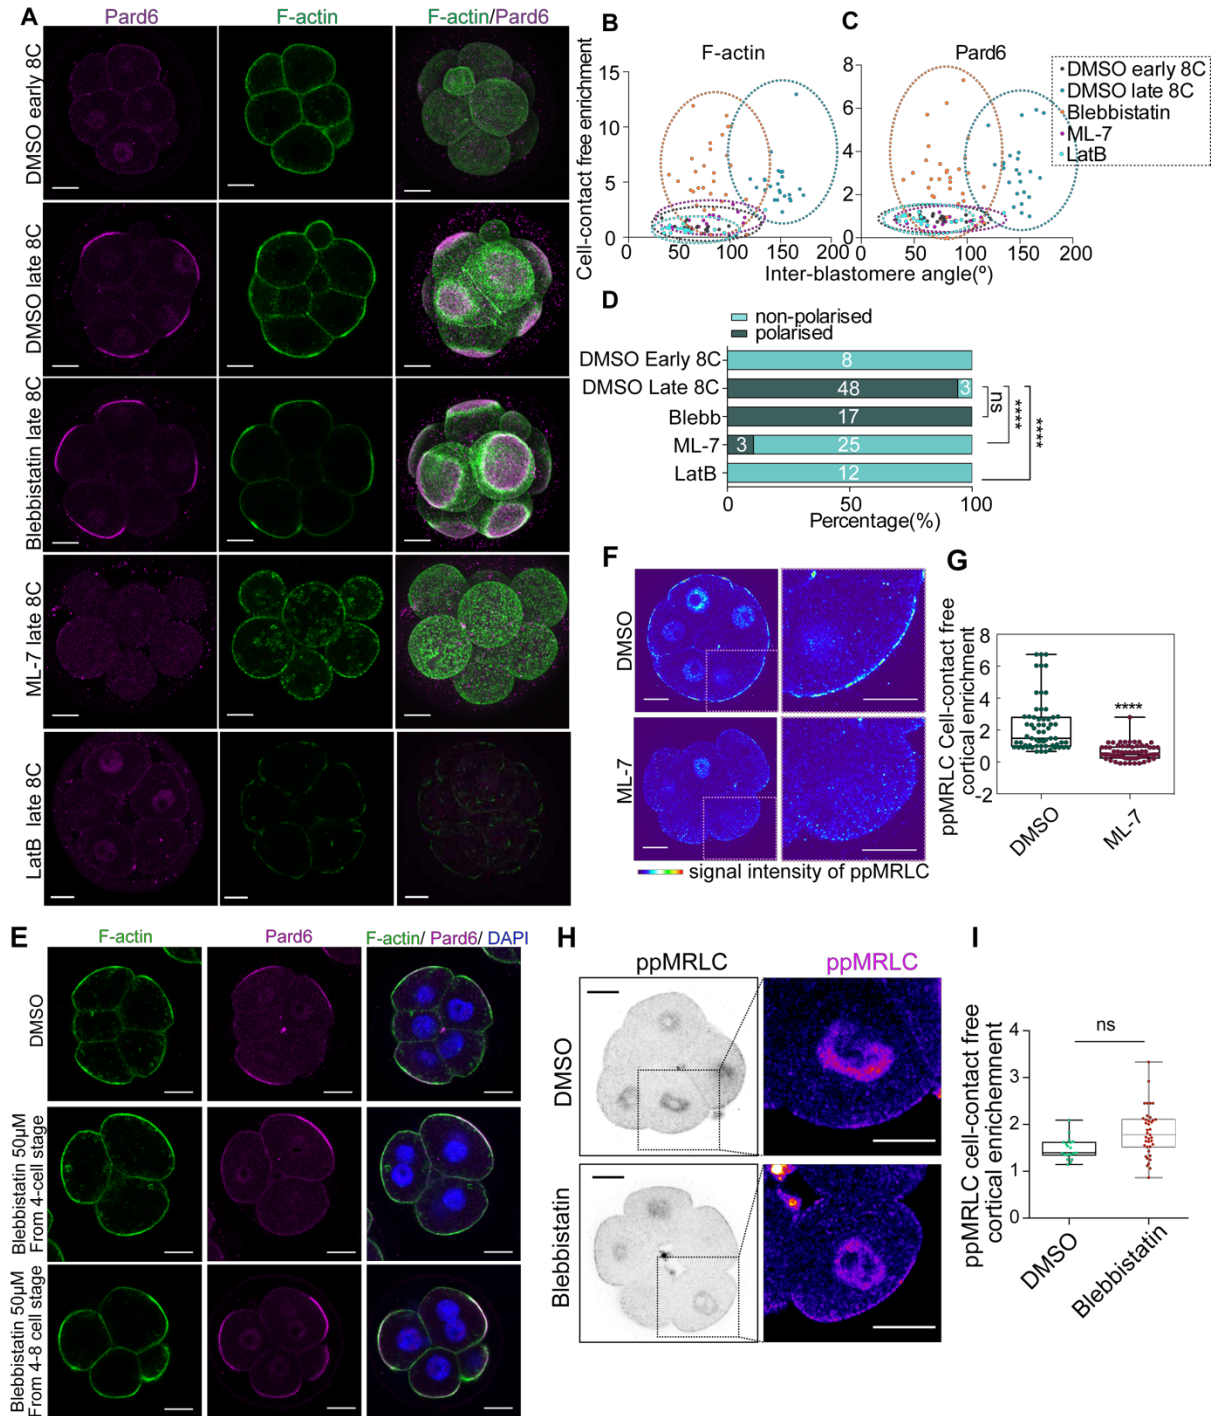 A
Pard6
F-actin
F-actin/Pard6
DMSO early 8C
DMSO late 8C
Blebbistatin late 8C
ML-7 late 8C
LatB late 8C
B
F-actin
Cell-contact free enrichment
15
10
5
0
0 50 100 150 200
C
Pard6
8
6
4
2
0
0 50 100 150 200
Inter-blastomere angle(º)
DMSO early 8C
DMSO late 8C
Blebbistatin
ML-7
LatB
D
non-polarised
polarised
DMSO Early 8C
8
DMSO Late 8C
48 3
Blebb
17
ML-7
3 25
LatB
12
ns
****
****
0 50 100
Percentage(%)
E
F-actin
Pard6
F-actin/ Pard6/ DAPI
DMSO
Blebbistatin 50µM
From 4-cell stage
Blebbistatin 50µM
From 4-8 cell stage
F
DMSO
ML-7
signal intensity of ppMRLC
G
ppMRLC Cell-contact free
cortical enrichment
8
6
4
2
0
-2
****
DMSO
ML-7
H
ppMRLC
ppMRLC
DMSO
Blebbistatin
I
ppMRLC cell-contact free
cortical enrichemnent
4
3
2
1
0
ns
DMSO
Blebbistatin